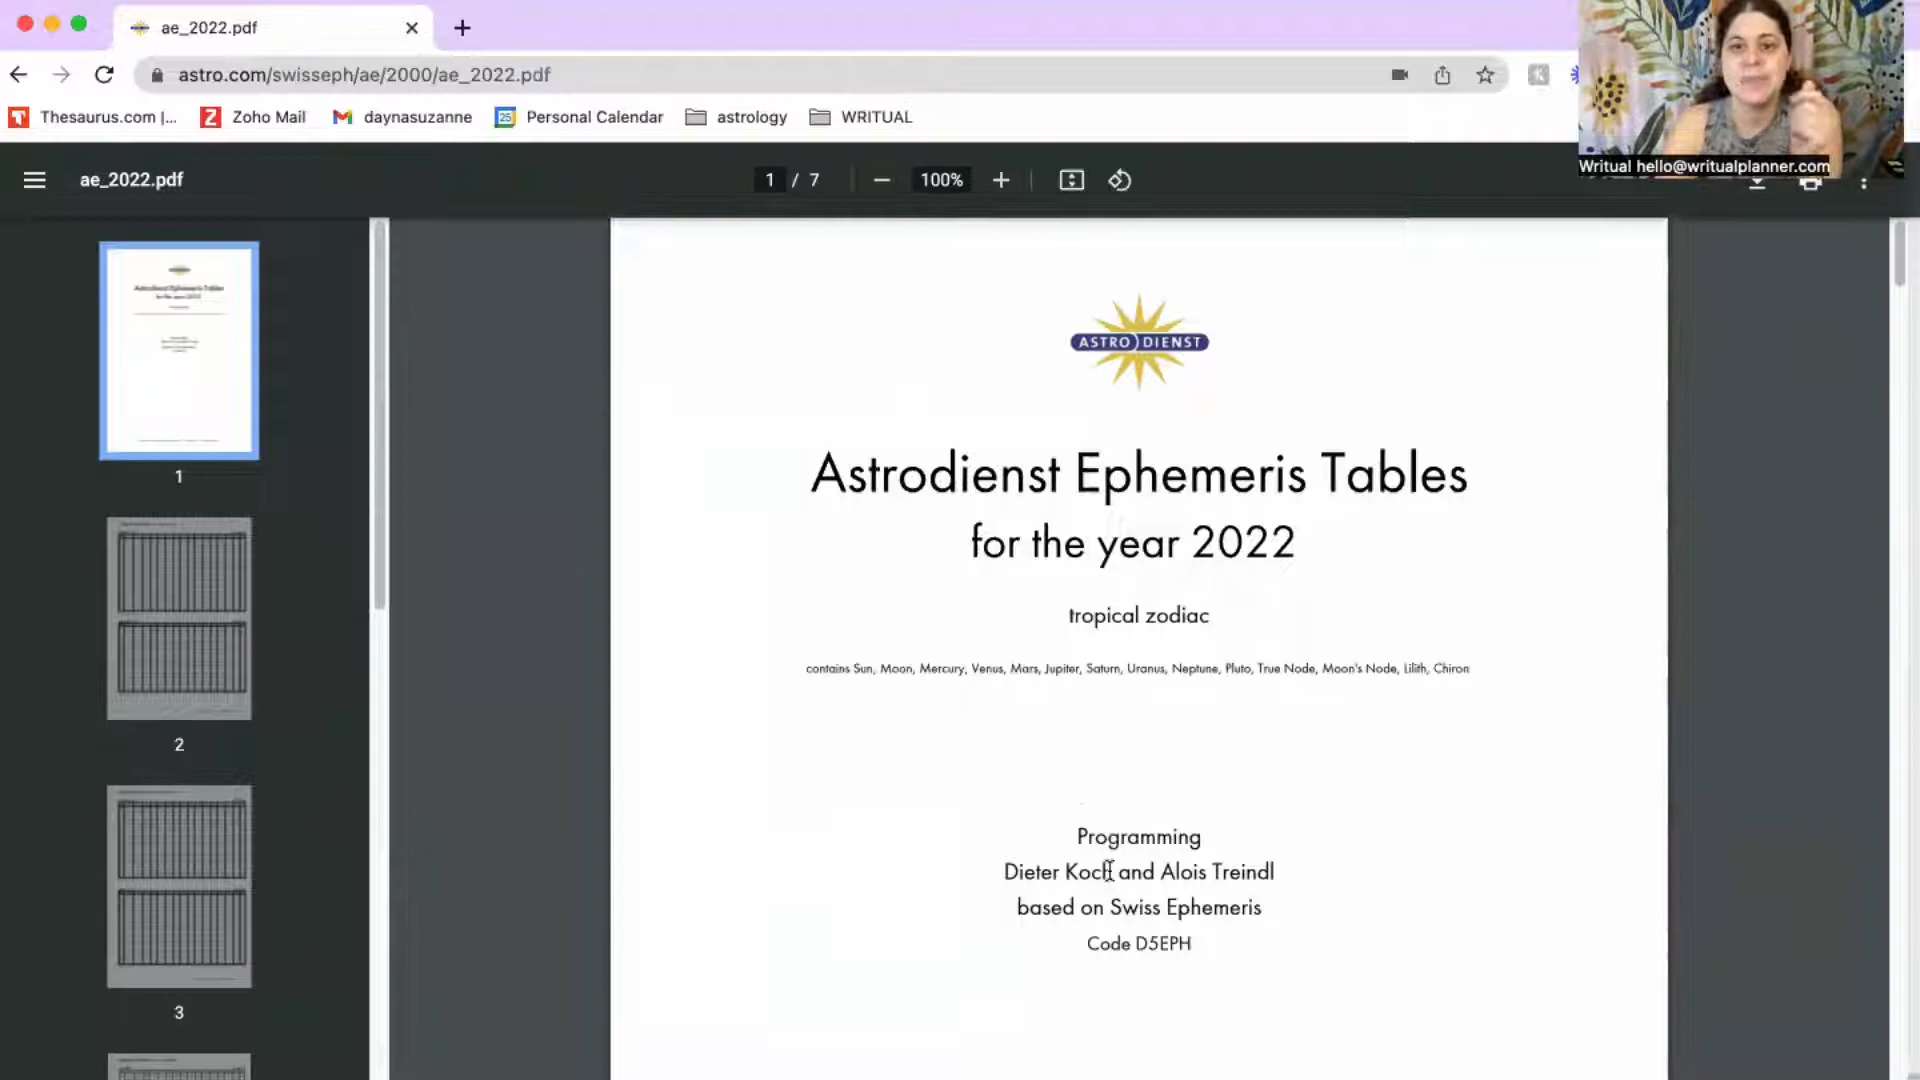 ae_2022.pdf
astro.com/swisseph/ae/2000/ae_2022.pdf
Thesaurus.com |...
Zoho Mail
daynasuzanne
25
Personal Calendar
astrology
WRITUAL
Writual hello@writualplanner.com
ae_2022.pdf
1 / 7
100%
1
2
3
ASTRO DIENST
Astrodienst Ephemeris Tables
for the year 2022
tropical zodiac
contains Sun, Moon, Mercury, Venus, Mars, Jupiter, Saturn, Uranus, Neptune, Pluto, True Node, Moon's Node, Lilith, Chiron
Programming
Dieter Koch and Alois Treindl
based on Swiss Ephemeris
Code D5EPH